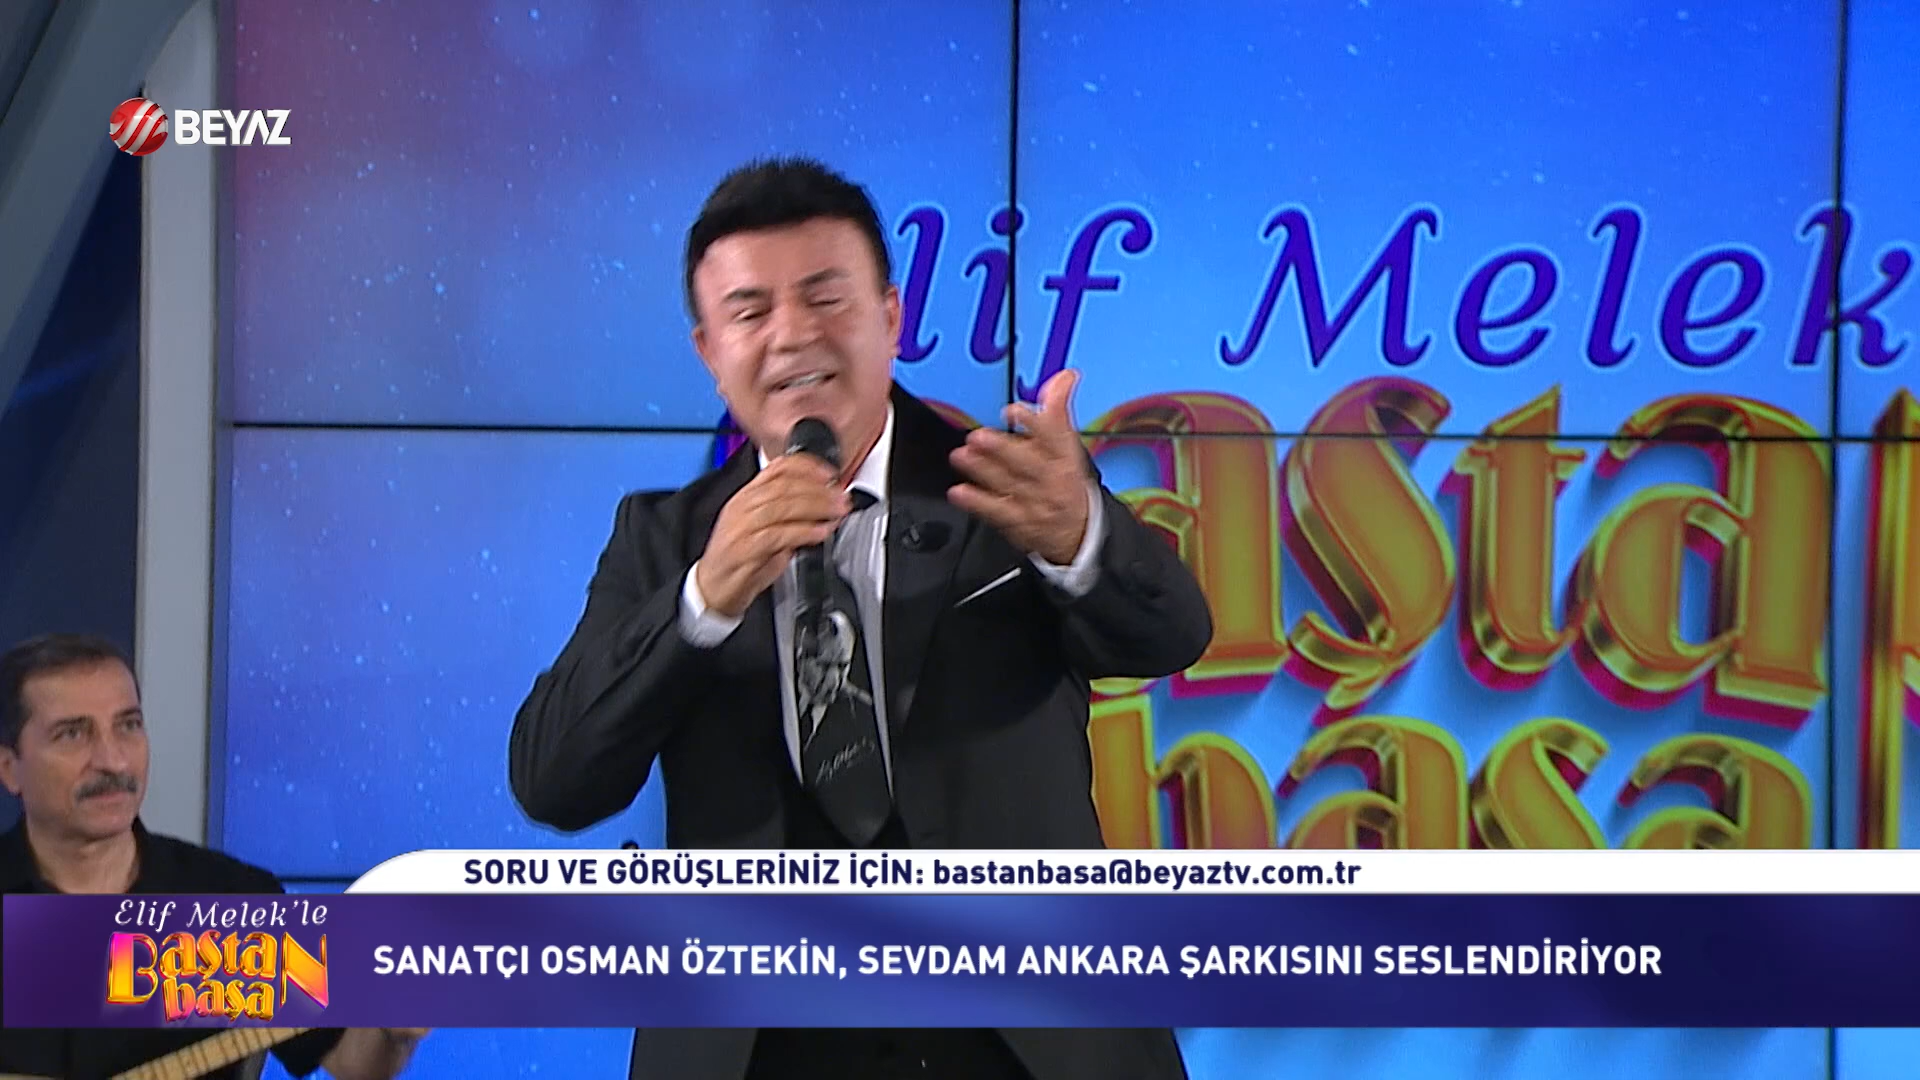 BEYAZ
Elif Melek
Baştan
başa
SORU VE GÖRÜŞLERİNİZ İÇİN: bastanbasa@beyaztv.com.tr
Elif Melek'le
Baştan
başa
SANATÇI OSMAN ÖZTEKİN, SEVDAM ANKARA ŞARKISINI SESLENDİRİYOR